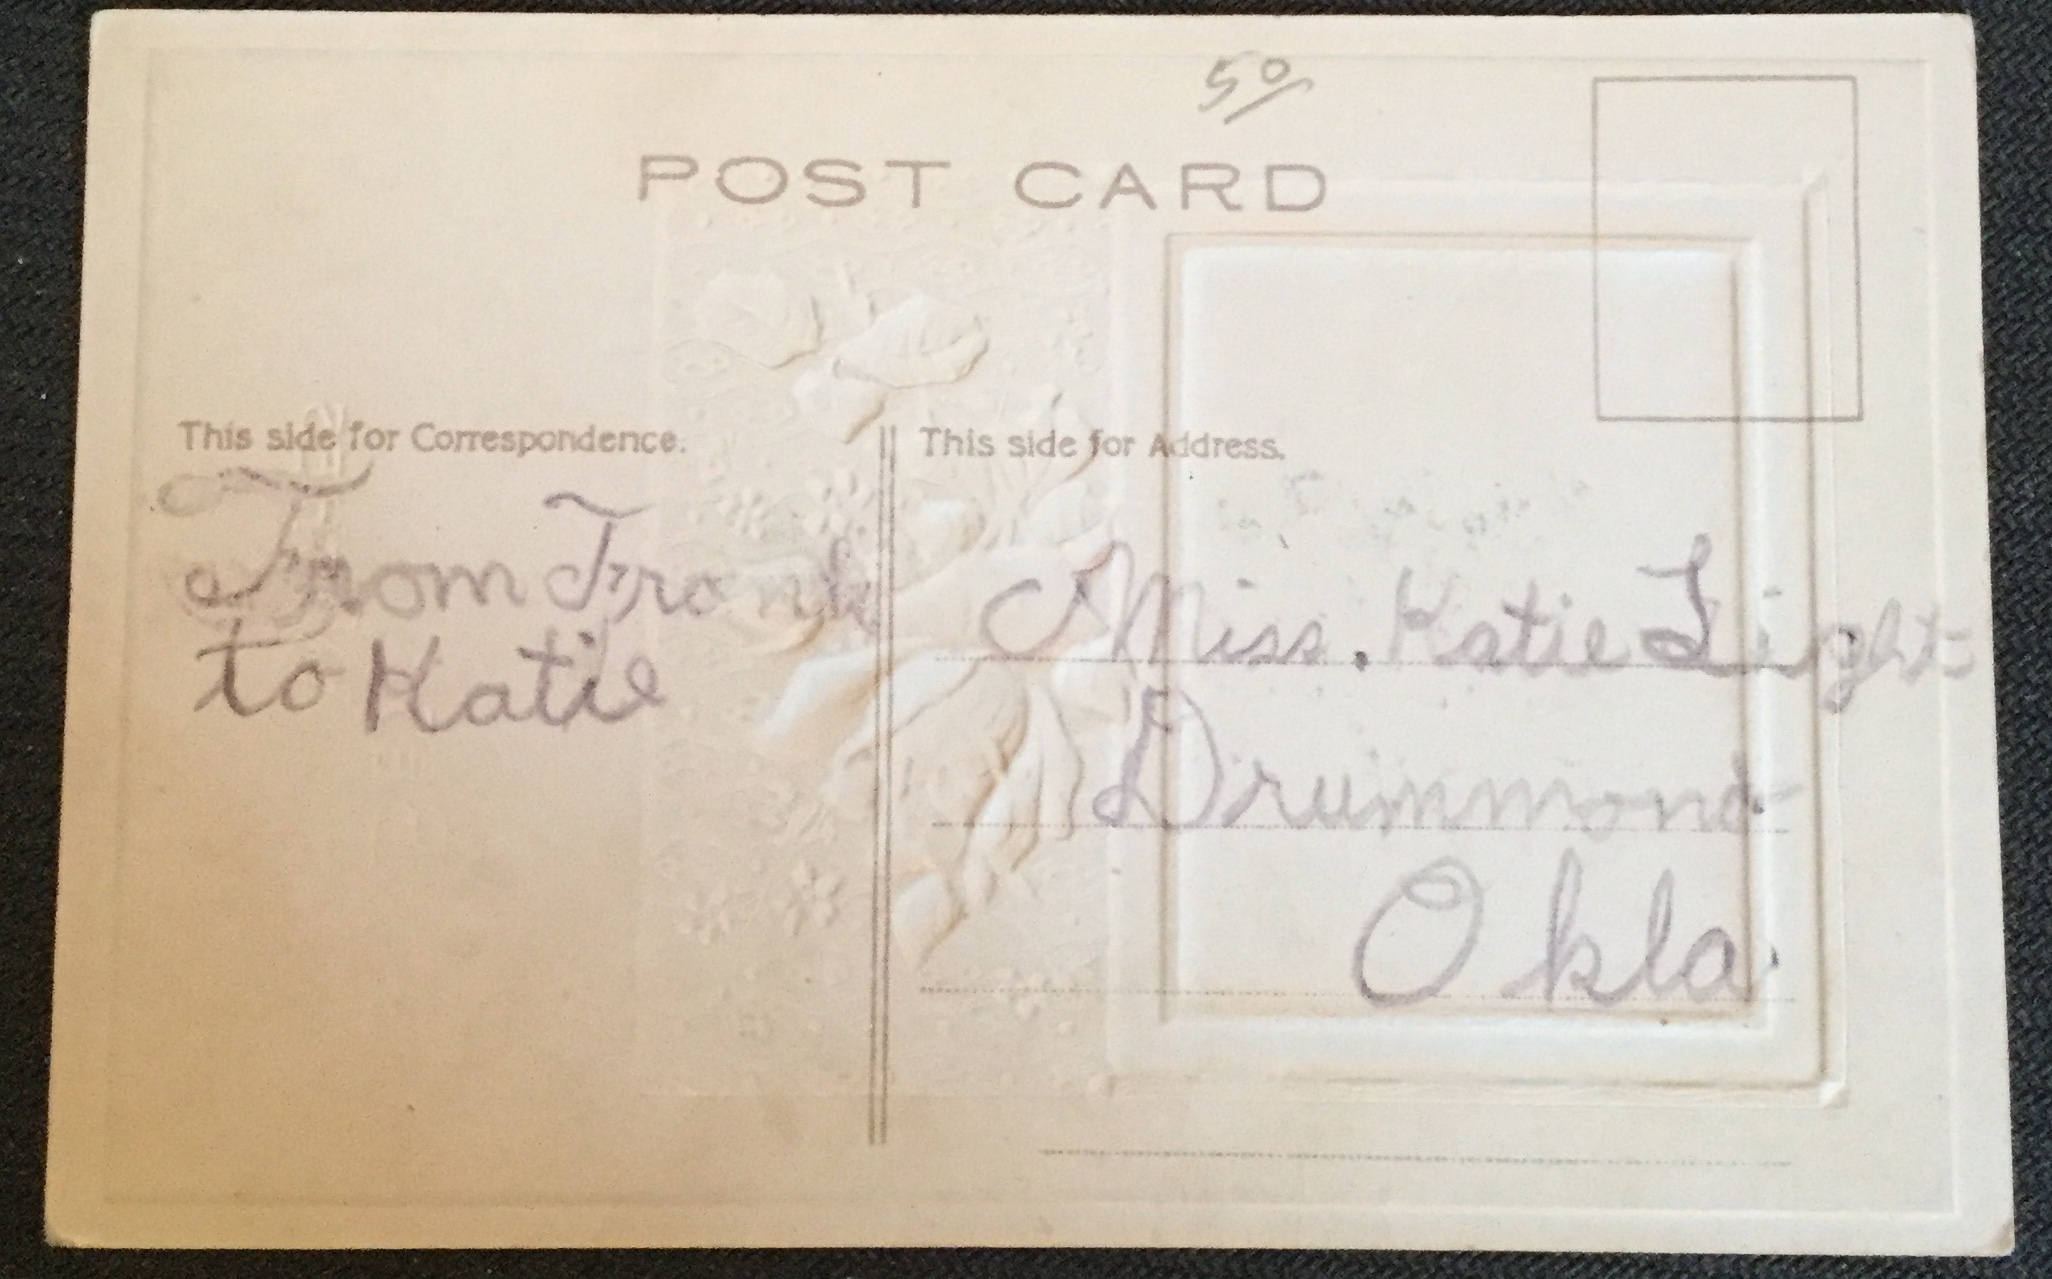 50
POST CARD
This side for Correspondence.
From Frank
to Katie
This side for Address.
Miss. Katie Light
Drummond
Okla.